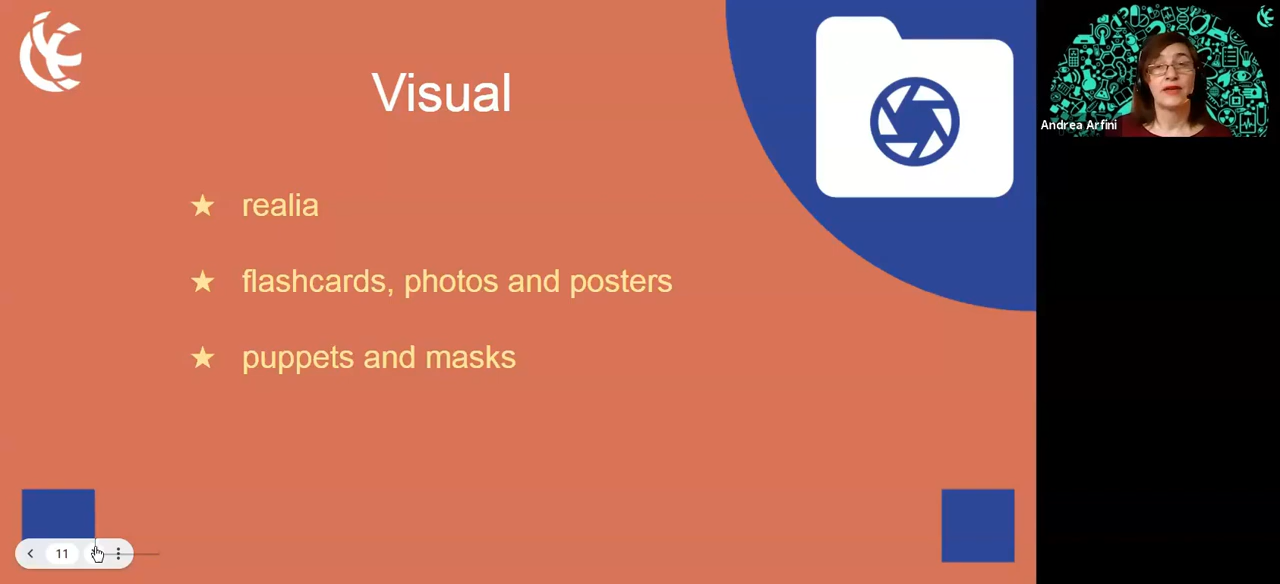 Visual
★ realia
★ flashcards, photos and posters
★ puppets and masks
11
Andrea Arfini